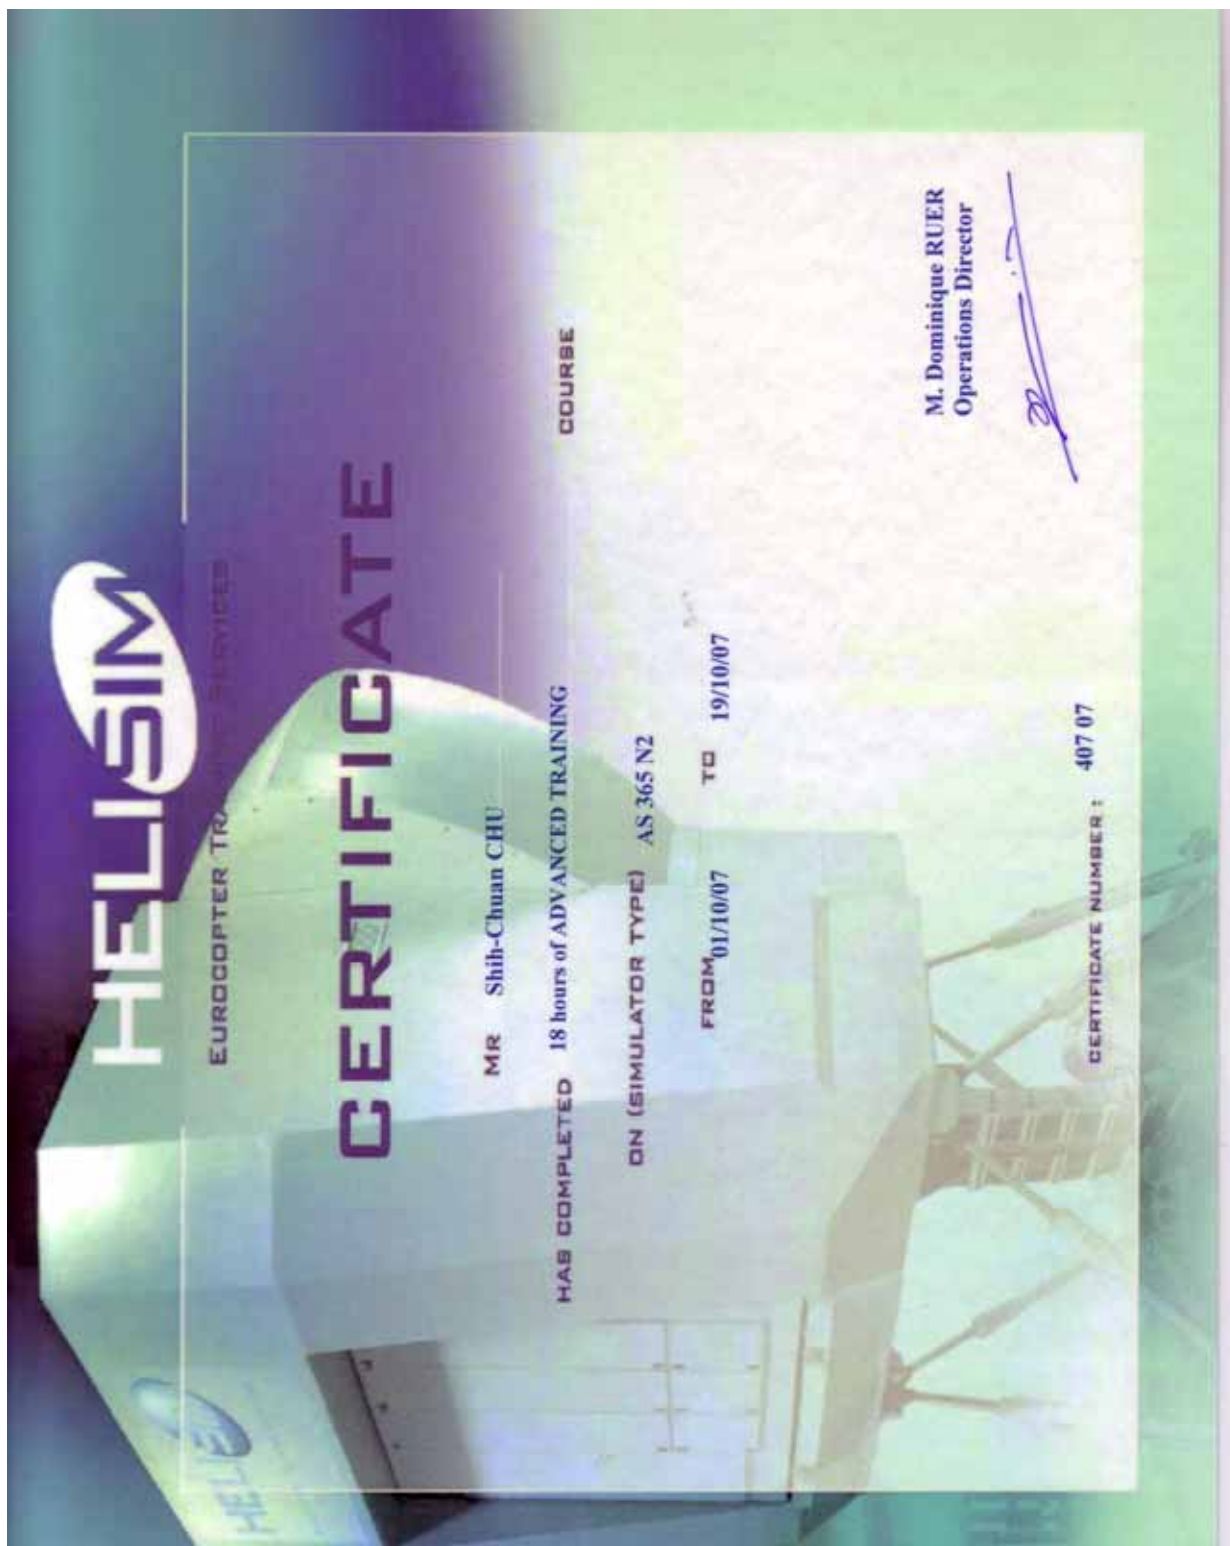 HELISIM
EUROCOPTER TRAINING SERVICES
CERTIFICATE
MR Shih-Chuan CHU
HAS COMPLETED 18 hours of ADVANCED TRAINING COURSE
ON (SIMULATOR TYPE) AS 365 N2
FROM 01/10/07 TO 19/10/07
M. Dominique RUER
Operations Director
CERTIFICATE NUMBER : 407 07
HELISIM